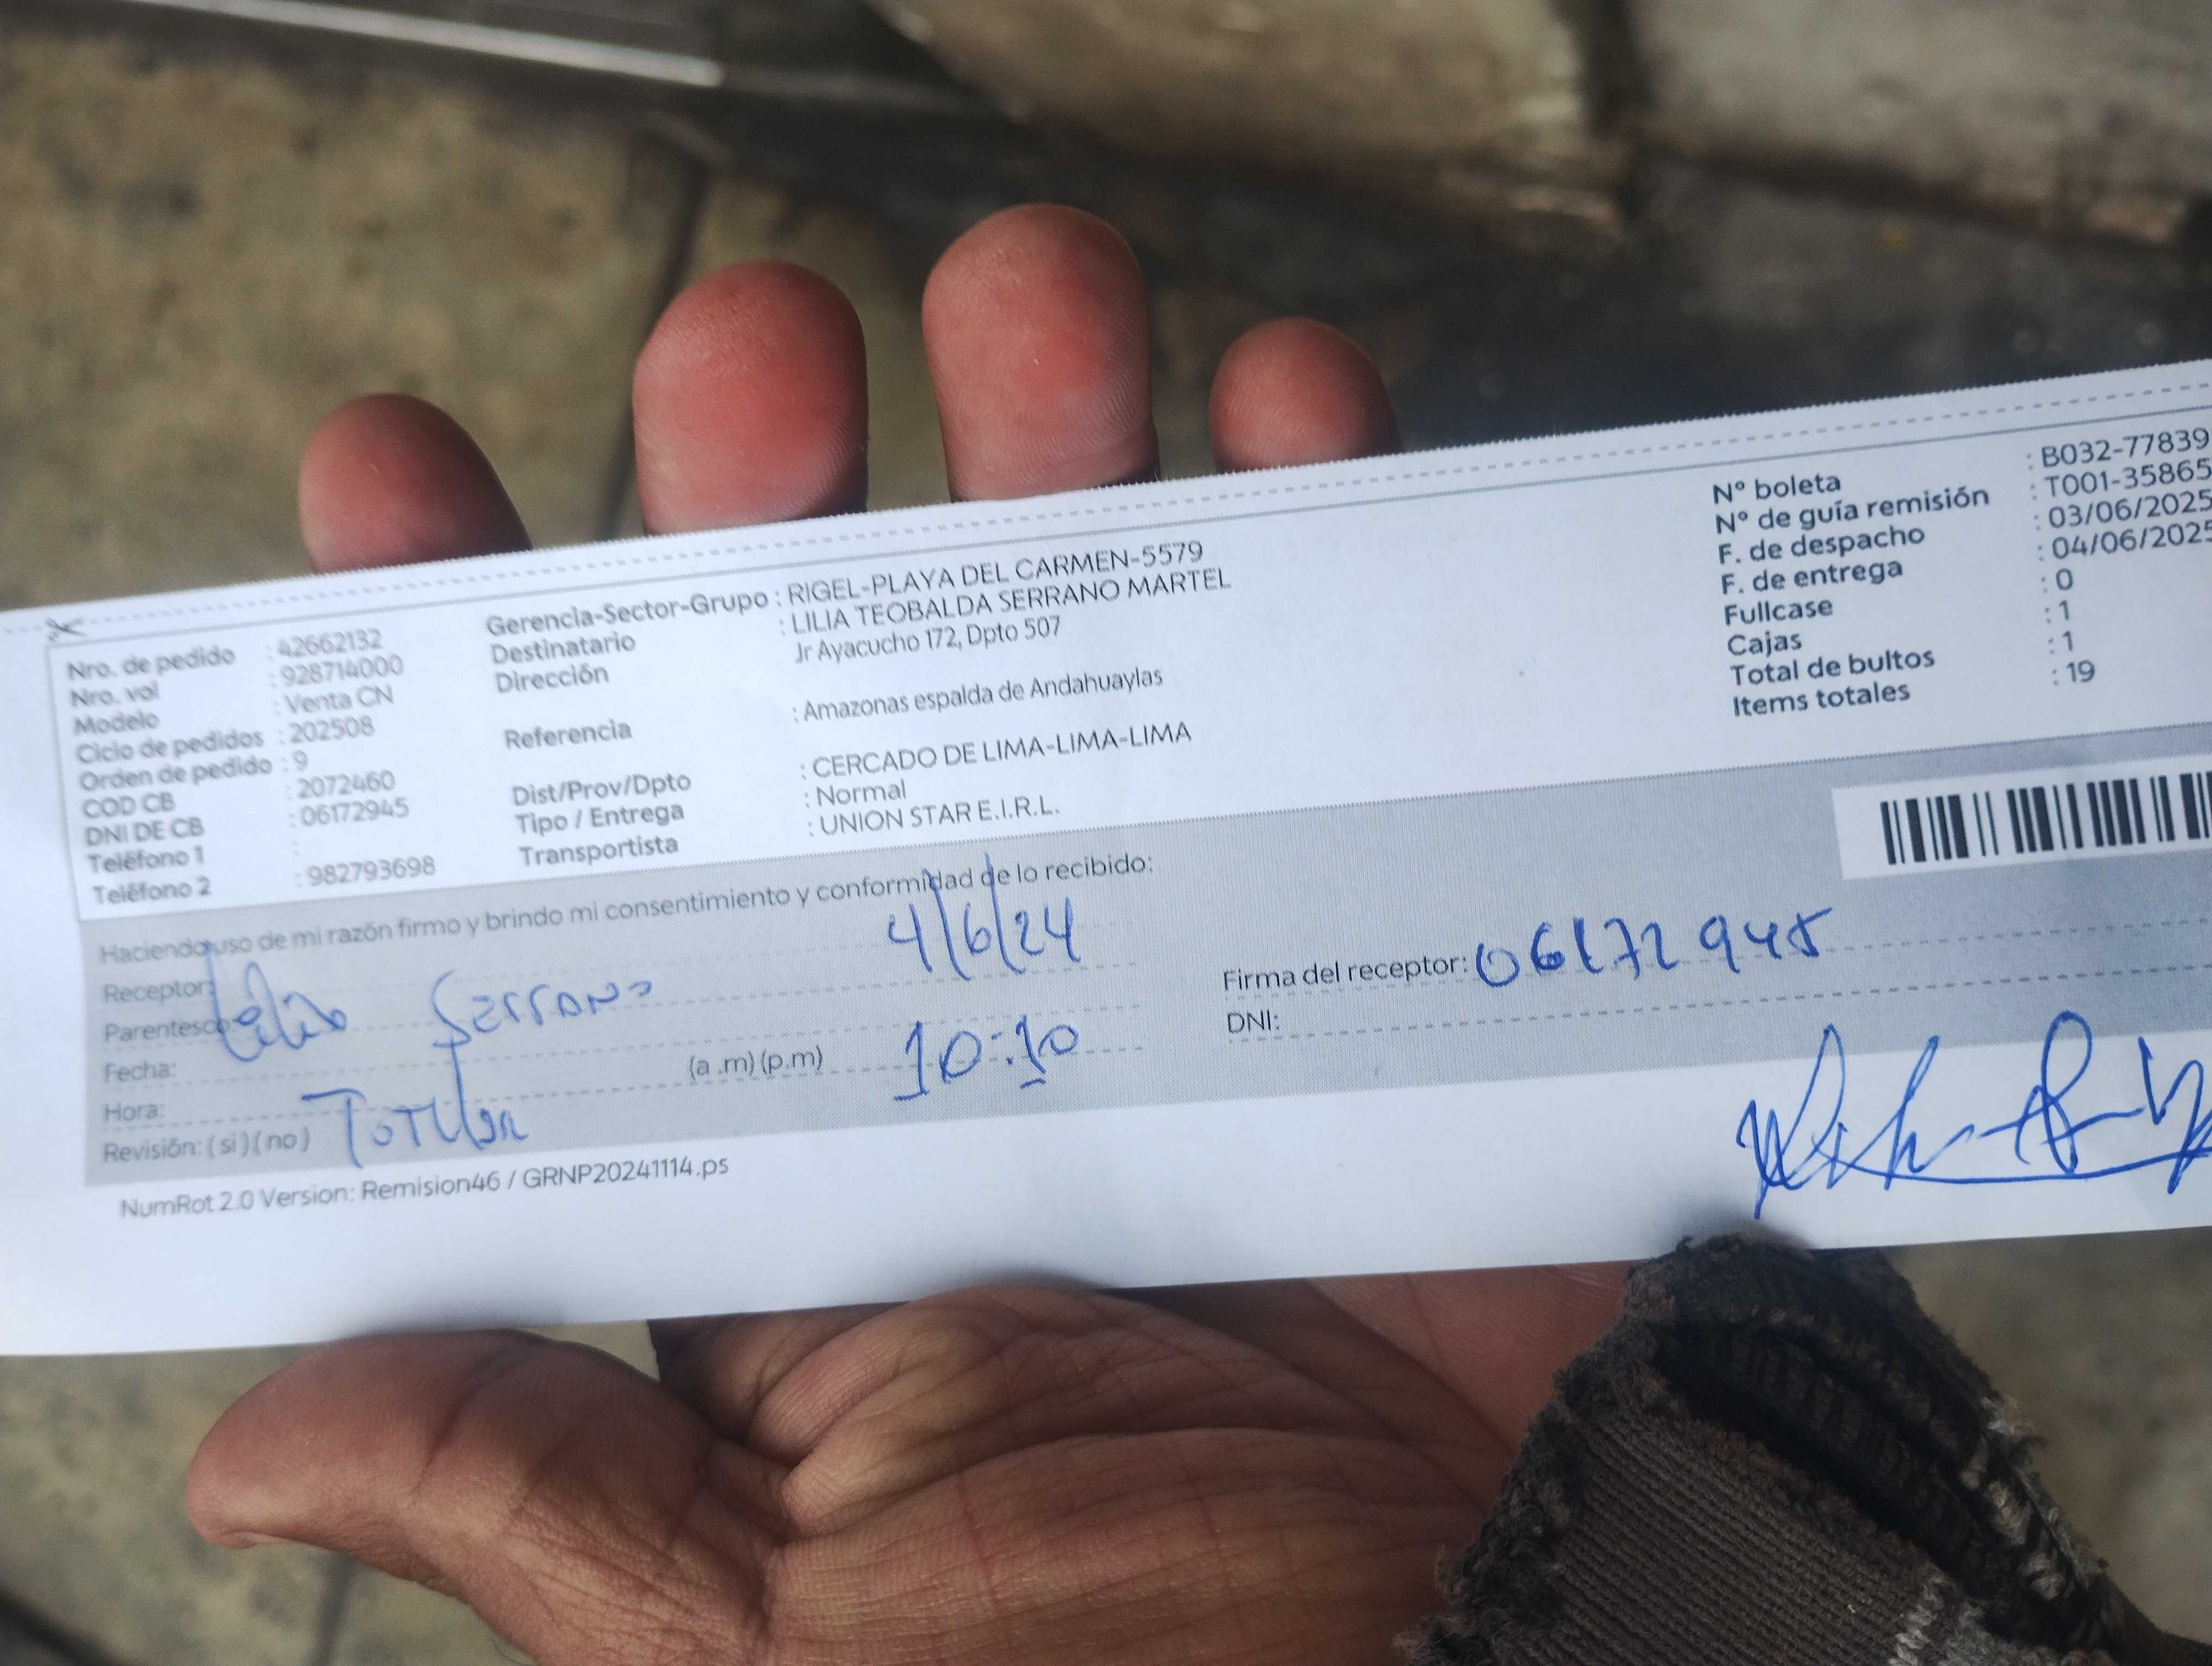 Nro. de pedido : 42662132
Nro. vol : 928714000
Modelo : Venta CN
Ciclo de pedidos : 202508
Orden de pedido : 9
COD CB : 2072460
DNI DE CB : 06172945
Teléfono 1 :
Teléfono 2 : 982793698
Gerencia-Sector-Grupo : RIGEL-PLAYA DEL CARMEN-5579
Destinatario : LILIA TEOBALDA SERRANO MARTEL
Dirección : Jr Ayacucho 172, Dpto 507
Referencia : Amazonas espalda de Andahuaylas
Dist/Prov/Dpto : CERCADO DE LIMA-LIMA-LIMA
Tipo / Entrega : Normal
Transportista : UNION STAR E.I.R.L.
N° boleta : B032-77839
N° de guía remisión : T001-35865
F. de despacho : 03/06/2025
F. de entrega : 04/06/2025
Fullcase : 0
Cajas : 1
Total de bultos : 1
Items totales : 19
Haciendo uso de mi razón firmo y brindo mi consentimiento y conformidad de lo recibido:
Receptor: 4/6/24
Parentesco: Lilia Serrano
Fecha:
Hora: (a .m) (p.m) 10:10
Revisión: ( si ) ( no ) Titular
Firma del receptor: 06172945
DNI:
NumRot 2.0 Version: Remision46 / GRNP20241114.ps